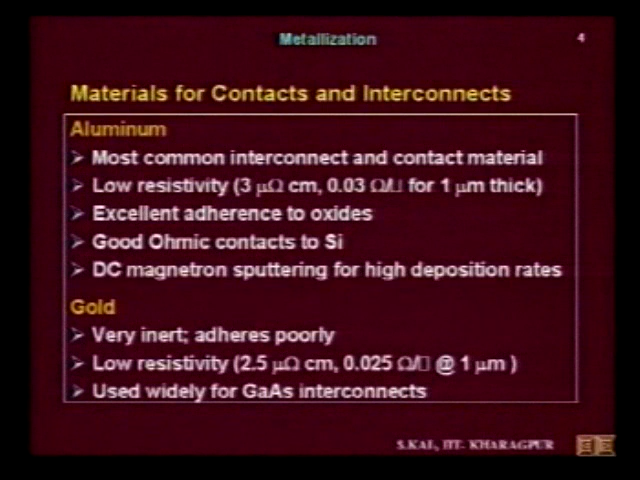 Metallization
4
Materials for Contacts and Interconnects
Aluminum
➢ Most common interconnect and contact material
➢ Low resistivity (3 μΩ cm, 0.03 Ω/□ for 1 μm thick)
➢ Excellent adherence to oxides
➢ Good Ohmic contacts to Si
➢ DC magnetron sputtering for high deposition rates
Gold
➢ Very inert; adheres poorly
➢ Low resistivity (2.5 μΩ cm, 0.025 Ω/□ @ 1 μm )
➢ Used widely for GaAs interconnects
S.KAL, IIT- KHARAGPUR